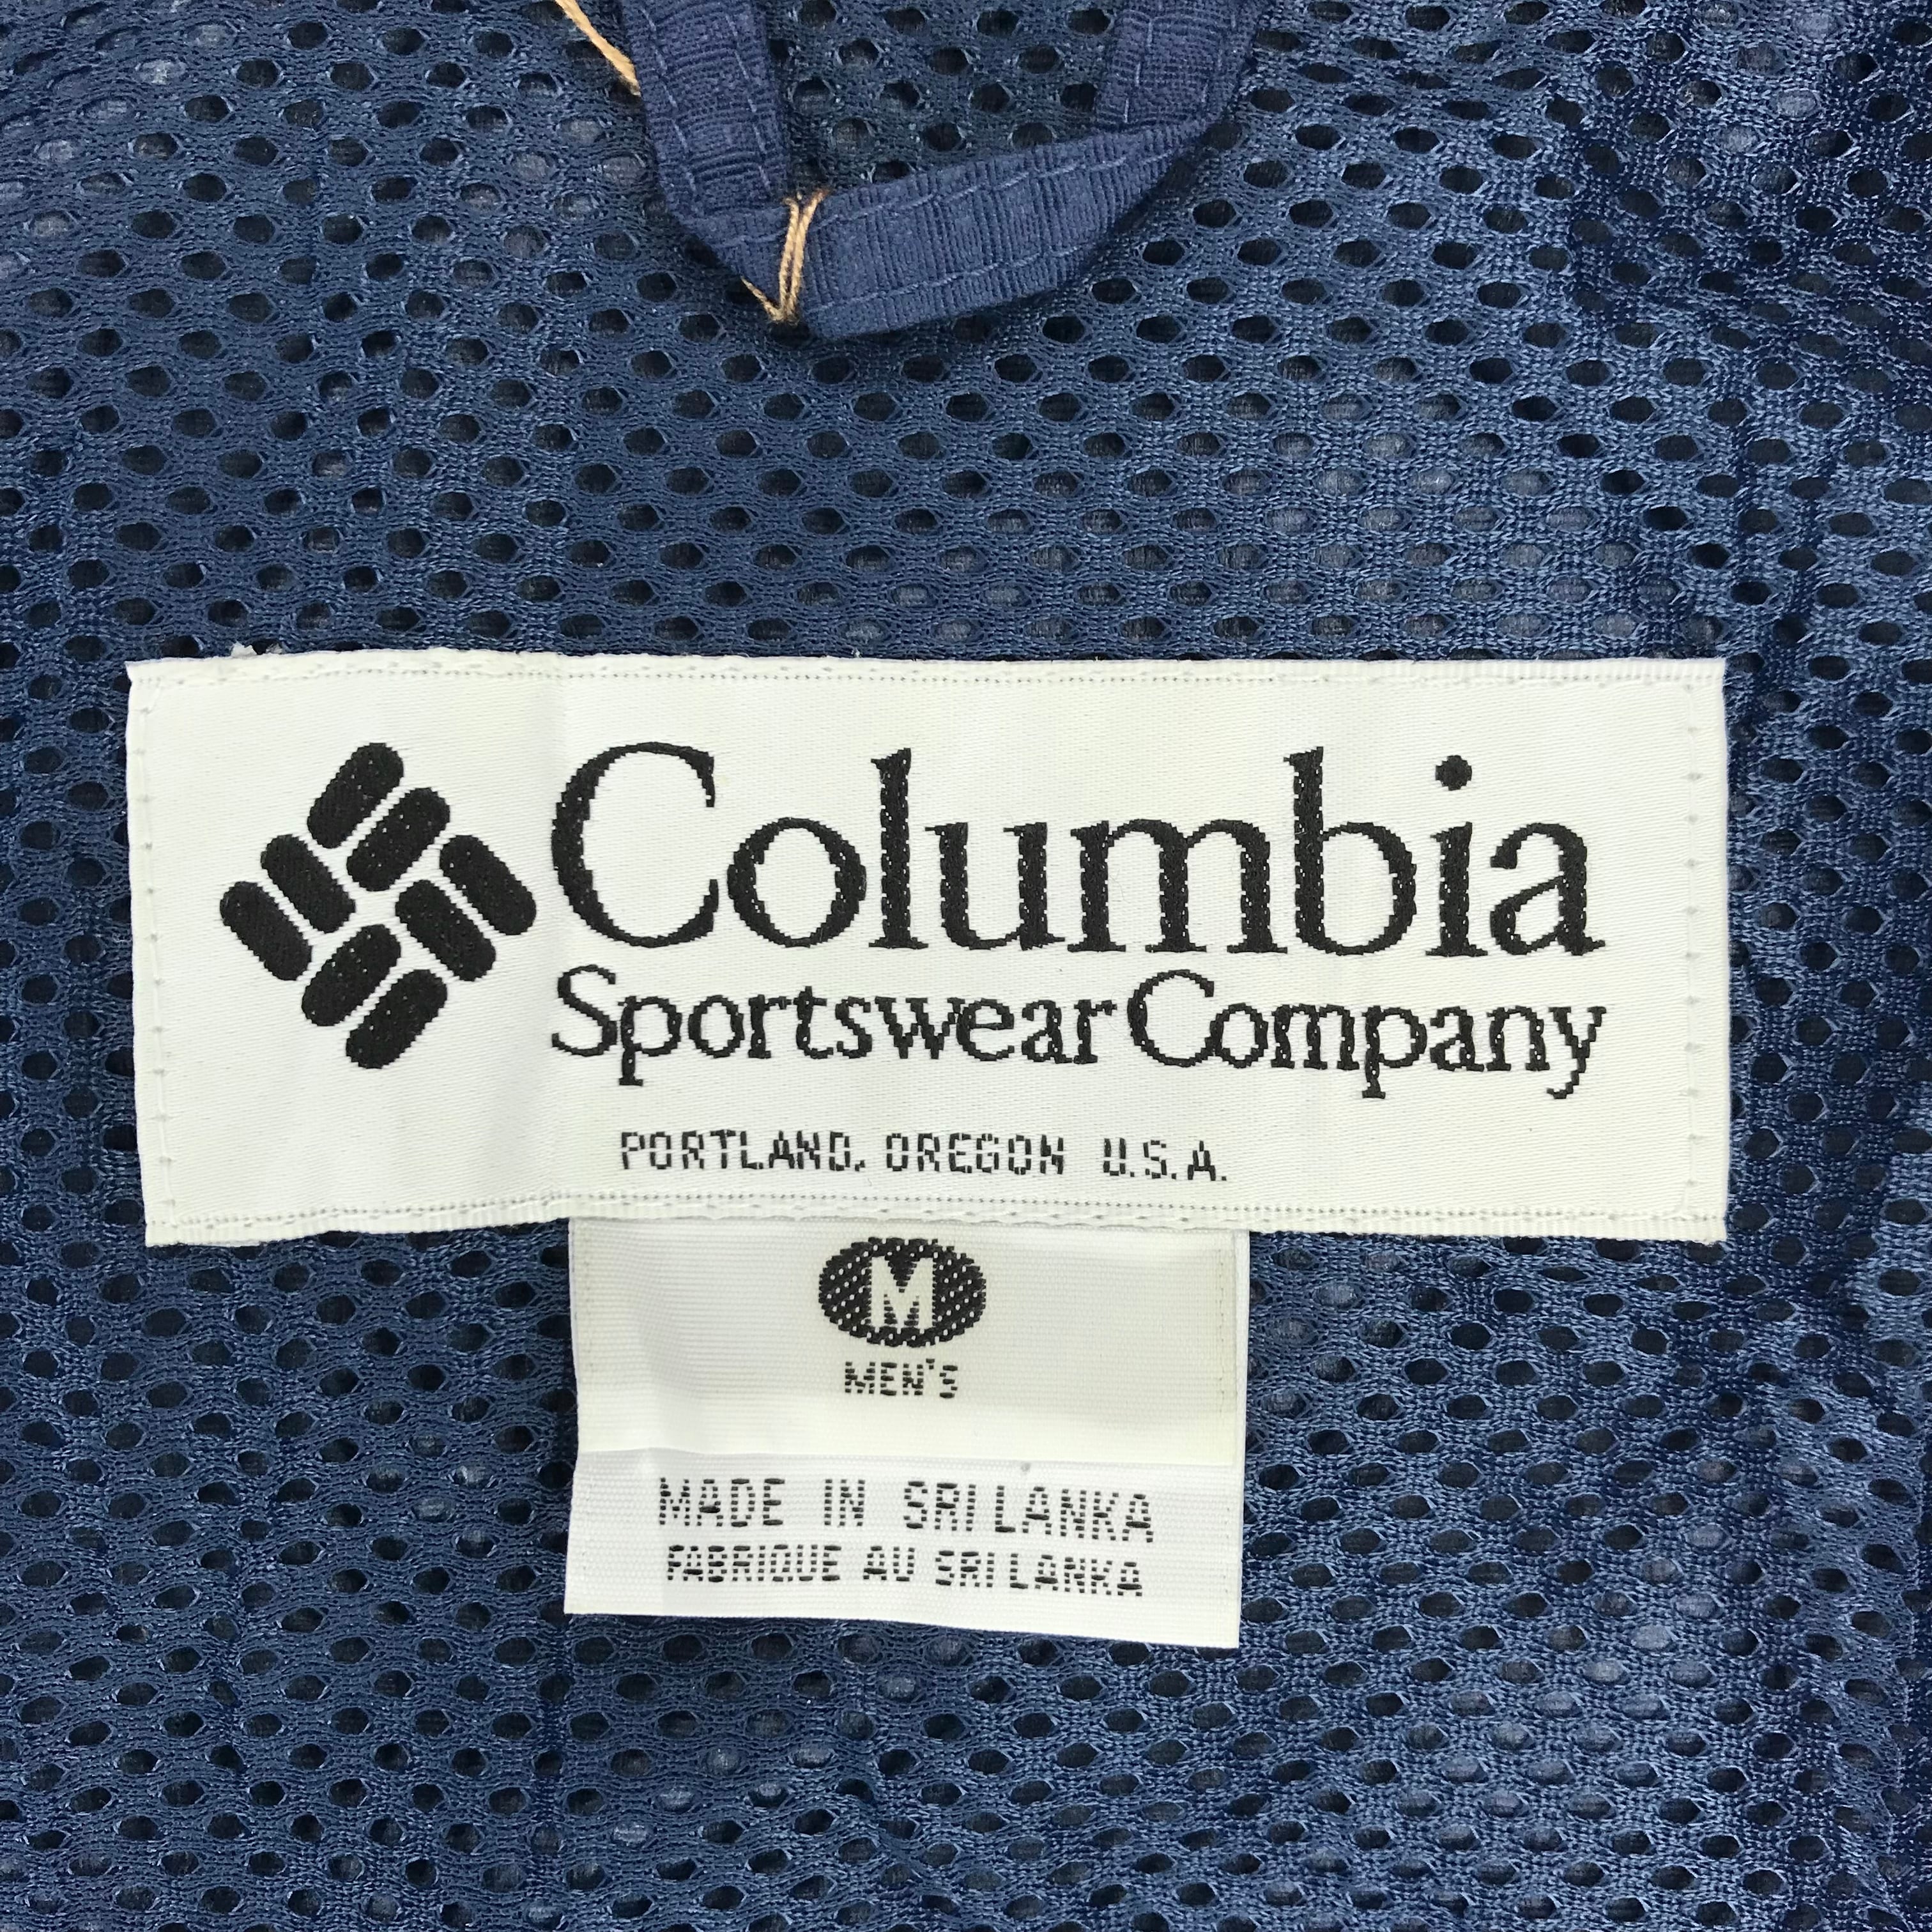 Columbia
Sportswear Company
PORTLAND, OREGON U.S.A.
M
MEN'S
MADE IN SRI LANKA
FABRIQUE AU SRI LANKA